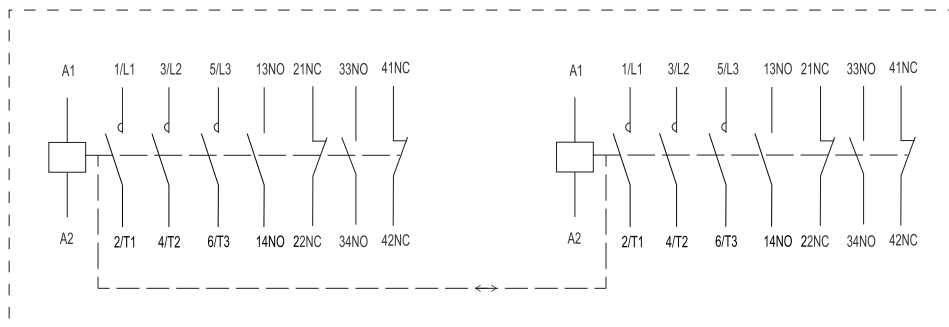 A1 1/L1 3/L2 5/L3 13NO 21NC 33NO 41NC
A2 2/T1 4/T2 6/T3 14NO 22NC 34NO 42NC
A1 1/L1 3/L2 5/L3 13NO 21NC 33NO 41NC
A2 2/T1 4/T2 6/T3 14NO 22NC 34NO 42NC